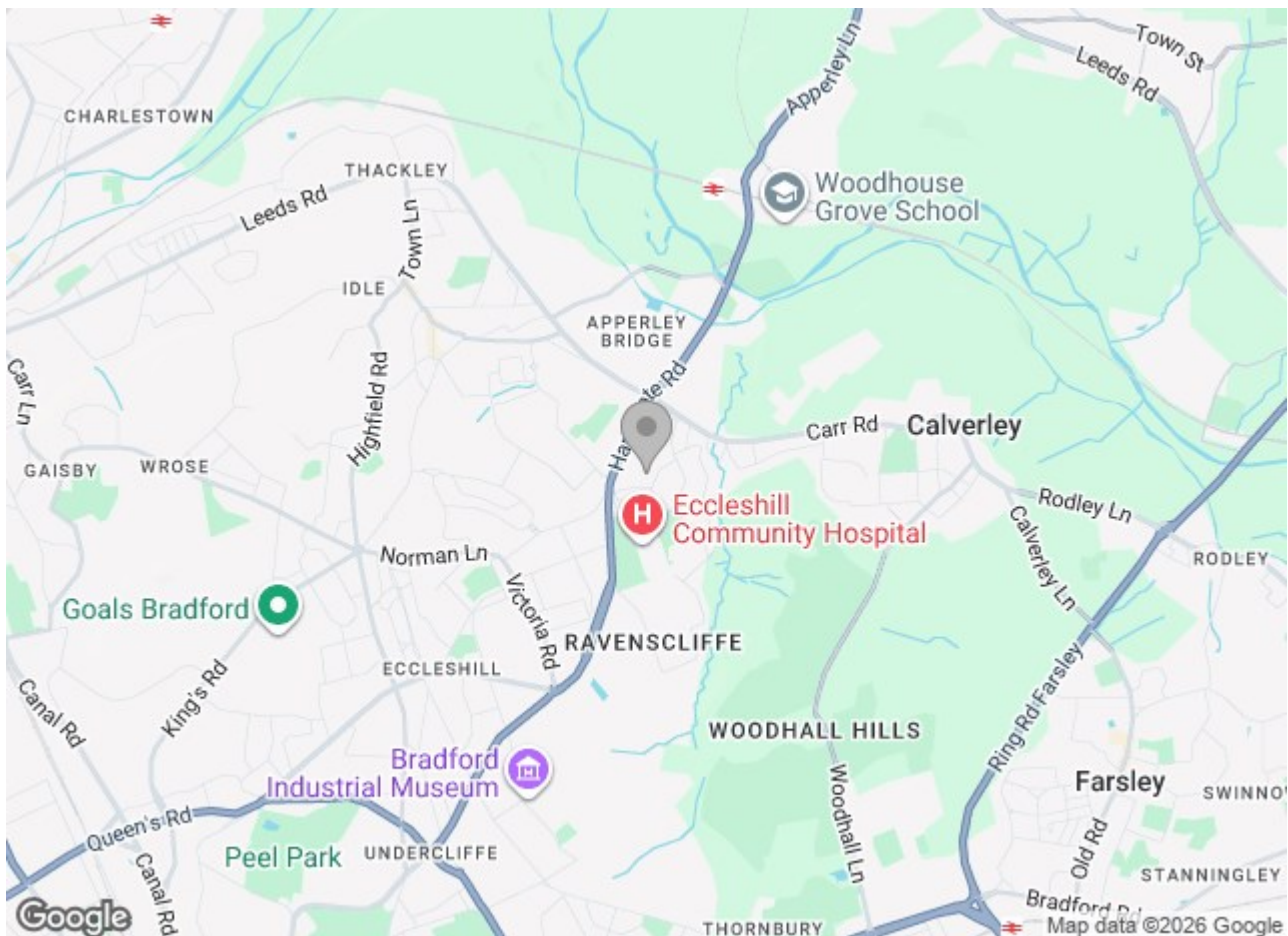 Apperley Ln
Town St
Leeds Rd
CHARLESTOWN
THACKLEY
Woodhouse
Grove School
Leeds Rd
Town Ln
IDLE
APPERLEY
BRIDGE
Carr Ln
Highfield Rd
Carr Rd
Calverley
GAISBY
WROSE
H
Eccleshill
Community Hospital
Rodley Ln
Calverley Ln
RODLEY
Norman Ln
Victoria Rd
Goals Bradford
RAVENSCLIFFE
ECCLESHILL
King's Rd
Canal Rd
Ring Rd Farsley
WOODHALL HILLS
Bradford
Industrial Museum
Farsley
SWINNOW
Woodhall Ln
Queen's Rd
Peel Park
UNDERCLIFFE
Old Rd
Canal Rd
STANNINGLEY
Bradford Rd
THORNBURY
Google
Map data ©2026 Google